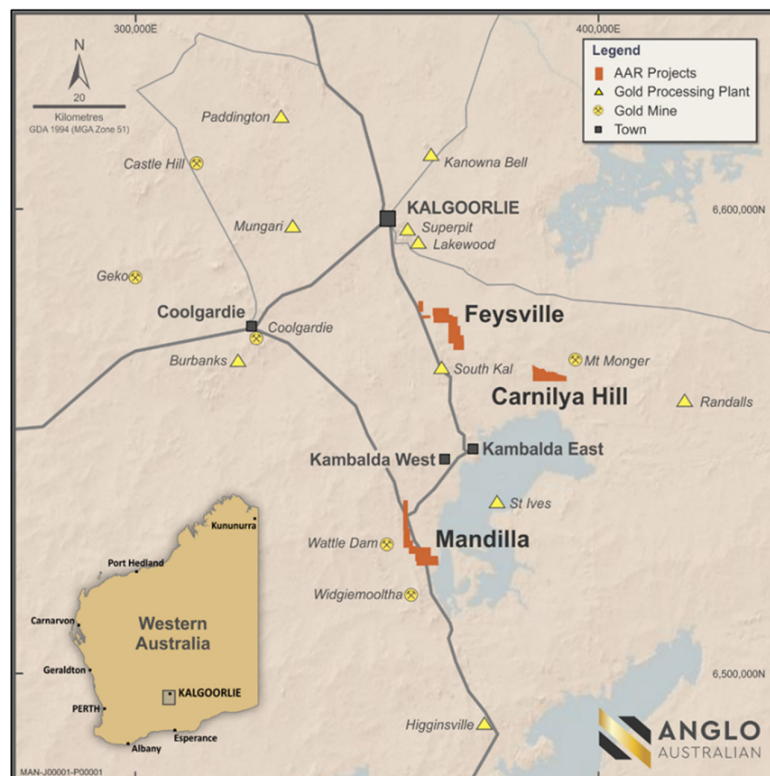 300,000E
400,000E
N
20
Kilometres
GDA 1994 (MGA Zone 51)
Legend
AAR Projects
Gold Processing Plant
Gold Mine
Town
Paddington
Castle Hill
Kanowna Bell
KALGOORLIE
6,600,000N
Mungari
Superpit
Lakewood
Geko
Coolgardie
Coolgardie
Feysville
Burbanks
South Kal
Mt Monger
Carnilya Hill
Randalls
Kambalda East
Kambalda West
St Ives
Kununurra
Wattle Dam
Mandilla
Port Hedland
Widgiemooltha
Western
Australia
Carnarvon
Geraldton
6,500,000N
KALGOORLIE
PERTH
Esperance
Albany
Higginsville
ANGLO
AUSTRALIAN
MAN-J00001-P00001